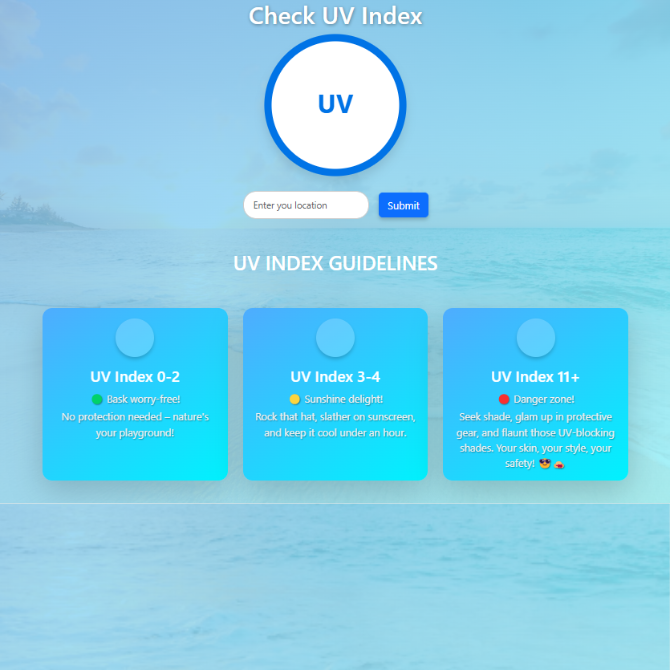 Check UV Index
UV
Enter you location
Submit
UV INDEX GUIDELINES
UV Index 0-2
🟢 Bask worry-free!
No protection needed – nature's
your playground!
UV Index 3-4
🟡 Sunshine delight!
Rock that hat, slather on sunscreen,
and keep it cool under an hour.
UV Index 11+
🔴 Danger zone!
Seek shade, glam up in protective
gear, and flaunt those UV-blocking
shades. Your skin, your style, your
safety! 😎⛺